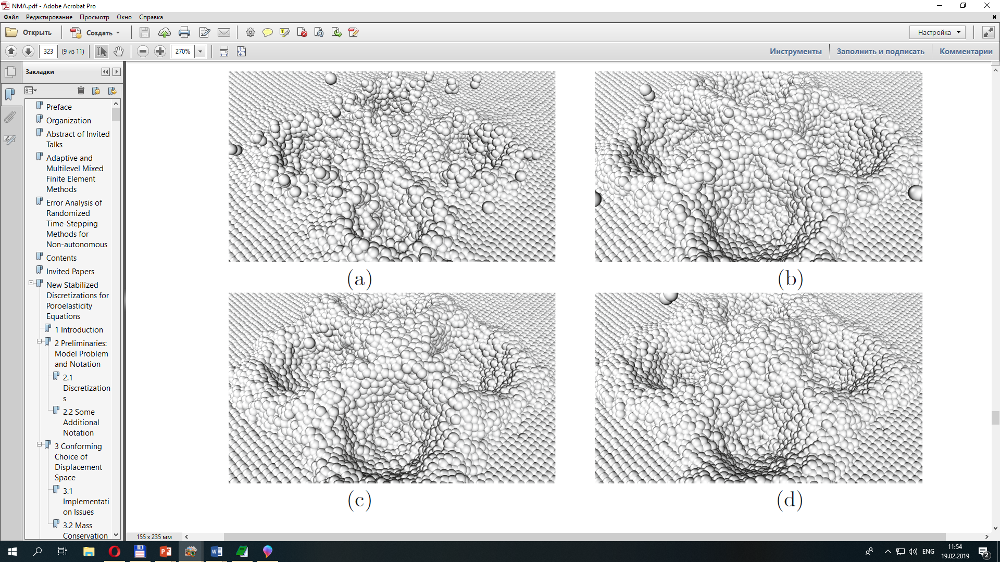 NMA.pdf - Adobe Acrobat Pro
Файл Редактирование Просмотр Окно Справка
Открыть Создать Настройка
323 (9 из 11) 270% Инструменты Заполнить и подписать Комментарии
Закладки
Preface
Organization
Abstract of Invited
Talks
Adaptive and
Multilevel Mixed
Finite Element
Methods
Error Analysis of
Randomized
Time-Stepping
Methods for
Non-autonomous
Contents
Invited Papers
New Stabilized
Discretizations for
Poroelasticity
Equations
1 Introduction
2 Preliminaries:
Model Problem
and Notation
2.1
Discretization
s
2.2 Some
Additional
Notation
3 Conforming
Choice of
Displacement
Space
3.1
Implementati
on Issues
3.2 Mass
Conservation
(a)
(b)
(c)
(d)
155 x 235 мм
ENG
11:54
19.02.2019
2